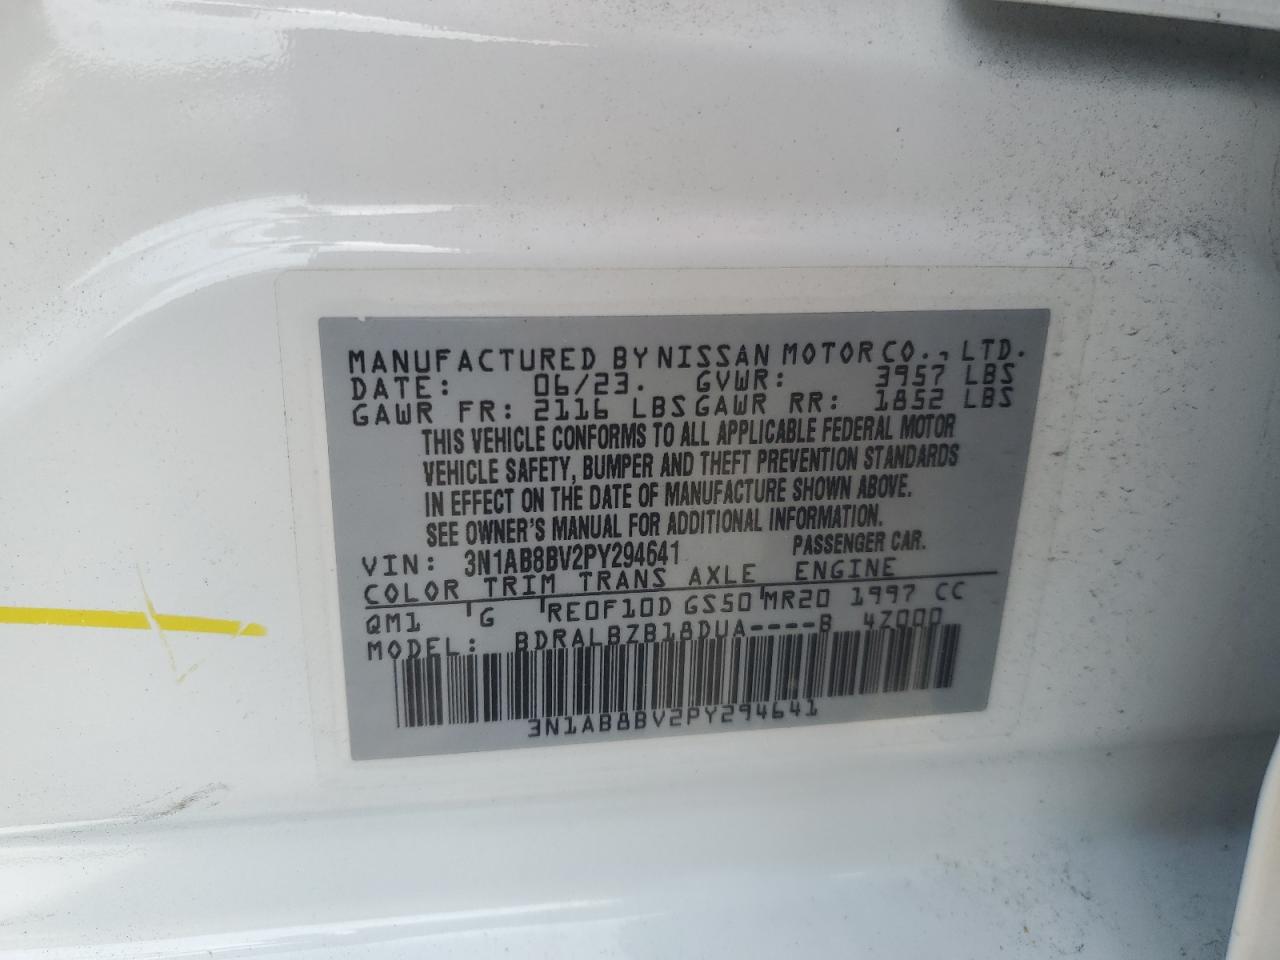 MANUFACTURED BY NISSAN MOTOR CO., LTD.
DATE: 06/23. GVWR: 3957 LBS
GAWR FR: 2116 LBS GAWR RR: 1852 LBS
THIS VEHICLE CONFORMS TO ALL APPLICABLE FEDERAL MOTOR
VEHICLE SAFETY, BUMPER AND THEFT PREVENTION STANDARDS
IN EFFECT ON THE DATE OF MANUFACTURE SHOWN ABOVE.
SEE OWNER'S MANUAL FOR ADDITIONAL INFORMATION.
VIN: 3N1AB8BV2PY294641 PASSENGER CAR.
COLOR TRIM TRANS AXLE ENGINE
QM1 G RE0F10D GS50 MR20 1997 CC
MODEL: BDRALBZB18DUA----B 4Z000
3N1AB8BV2PY294641